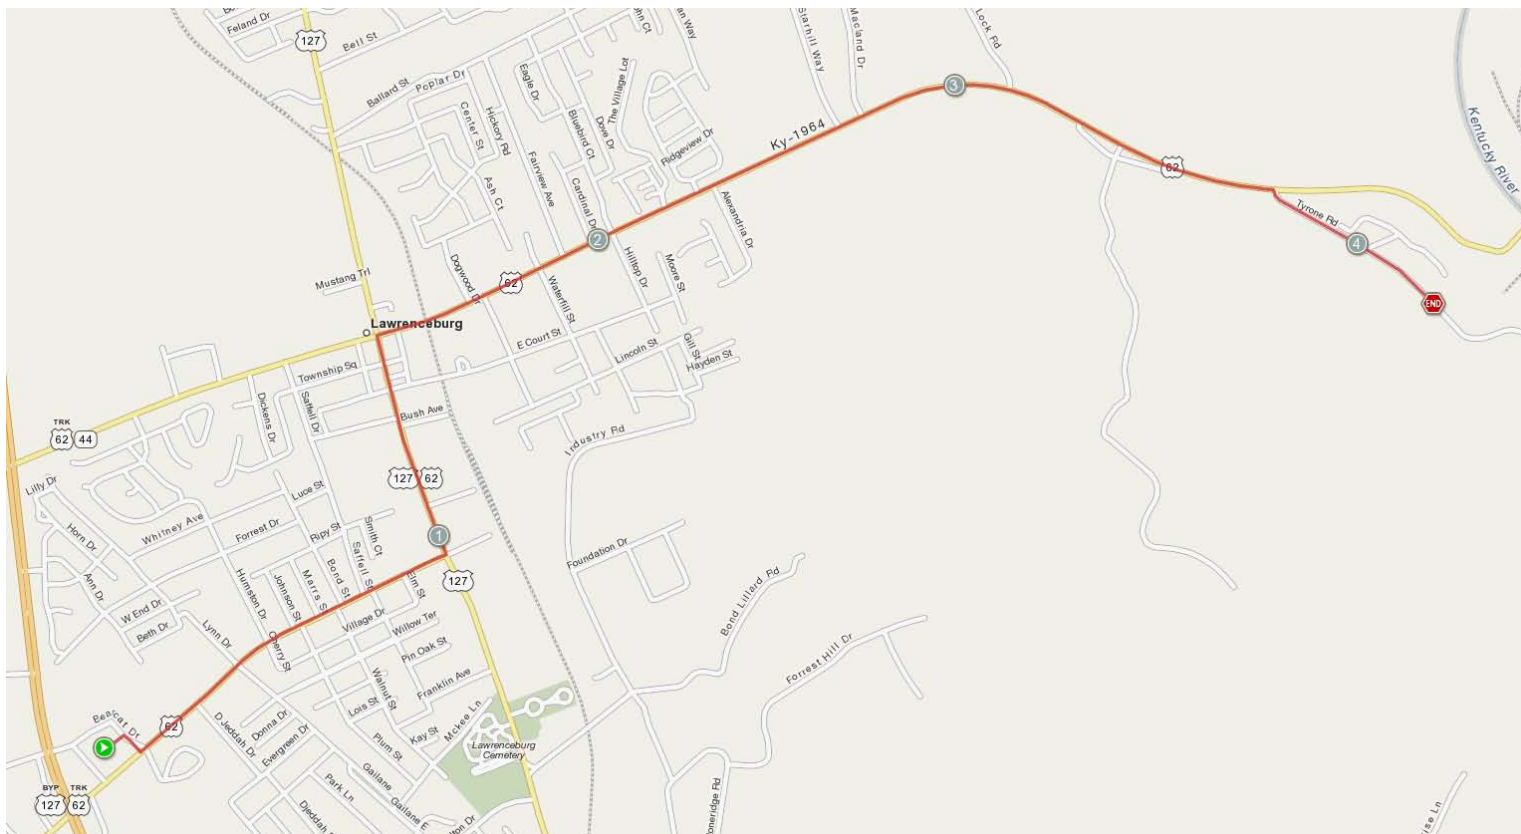 Feland Dr
127
Bell St
Ballard St
Poplar Dr
Center St
Hickory Rd
Eagle Dr
Bluebird Ct
Dove Dr
The Village Lot
Ridgeview Dr
Starhill Way
Macland Dr
Lock Rd
3
Ky-1964
62
Kentucky River
Ash Ct
Fairview Ave
Cardinal Dr
2
Alexandria Dr
Tyrone Rd
4
END
Mustang Trl
Dogwood Dr
62
Waterfill St
Hilltop Dr
Moore St
Lawrenceburg
E Court St
Lincoln St
Gill St
Hayden St
Township Sq
Dickens Dr
Saffell Dr
Bush Ave
Industry Rd
TRK
62 44
127 62
Lilly Dr
Luce St
Whitney Ave
Forrest Dr
Horn Dr
Ripy St
Smith Ct
1
Saffell St
Ann Dr
Humston Dr
Johnson St
Marrs St
Bond St
127
Elm St
Foundation Dr
W End Dr
Beth Dr
Lynn Dr
Cherry St
Village Dr
Willow Ter
Pin Oak St
Bond Lillard Rd
Forrest Hill Dr
Walnut St
Franklin Ave
Lois St
Mckee Ln
Bearcat Dr
62
D Jeddah Dr
Donna Dr
Evergreen Dr
Plum St
Kay St
Lawrenceburg
Cemetery
Gailane
Gailane E
Park Ln
Djeddah
BYP TRK
127 62